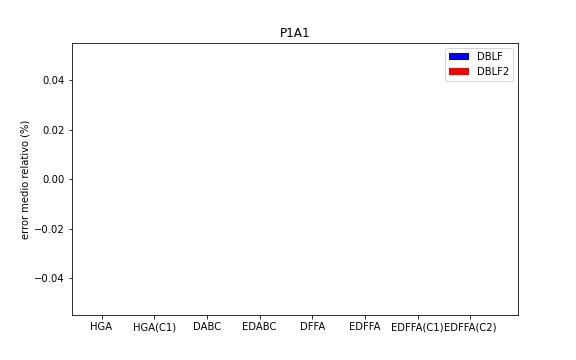 P1A1
DBLF
DBLF2
error medio relativo (%)
0.04
0.02
0.00
−0.02
−0.04
HGA HGA(C1) DABC EDABC DFFA EDFFA EDFFA(C1) EDFFA(C2)